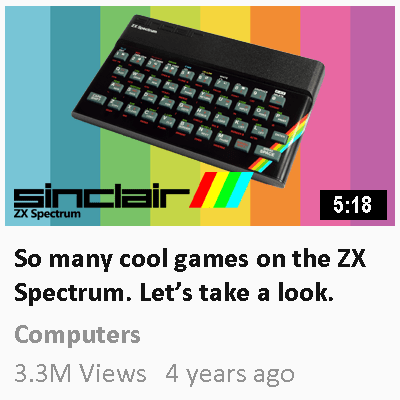 ZX Spectrum
sinclair
ZX Spectrum
5:18
So many cool games on the ZX
Spectrum. Let’s take a look.
Computers
3.3M Views 4 years ago